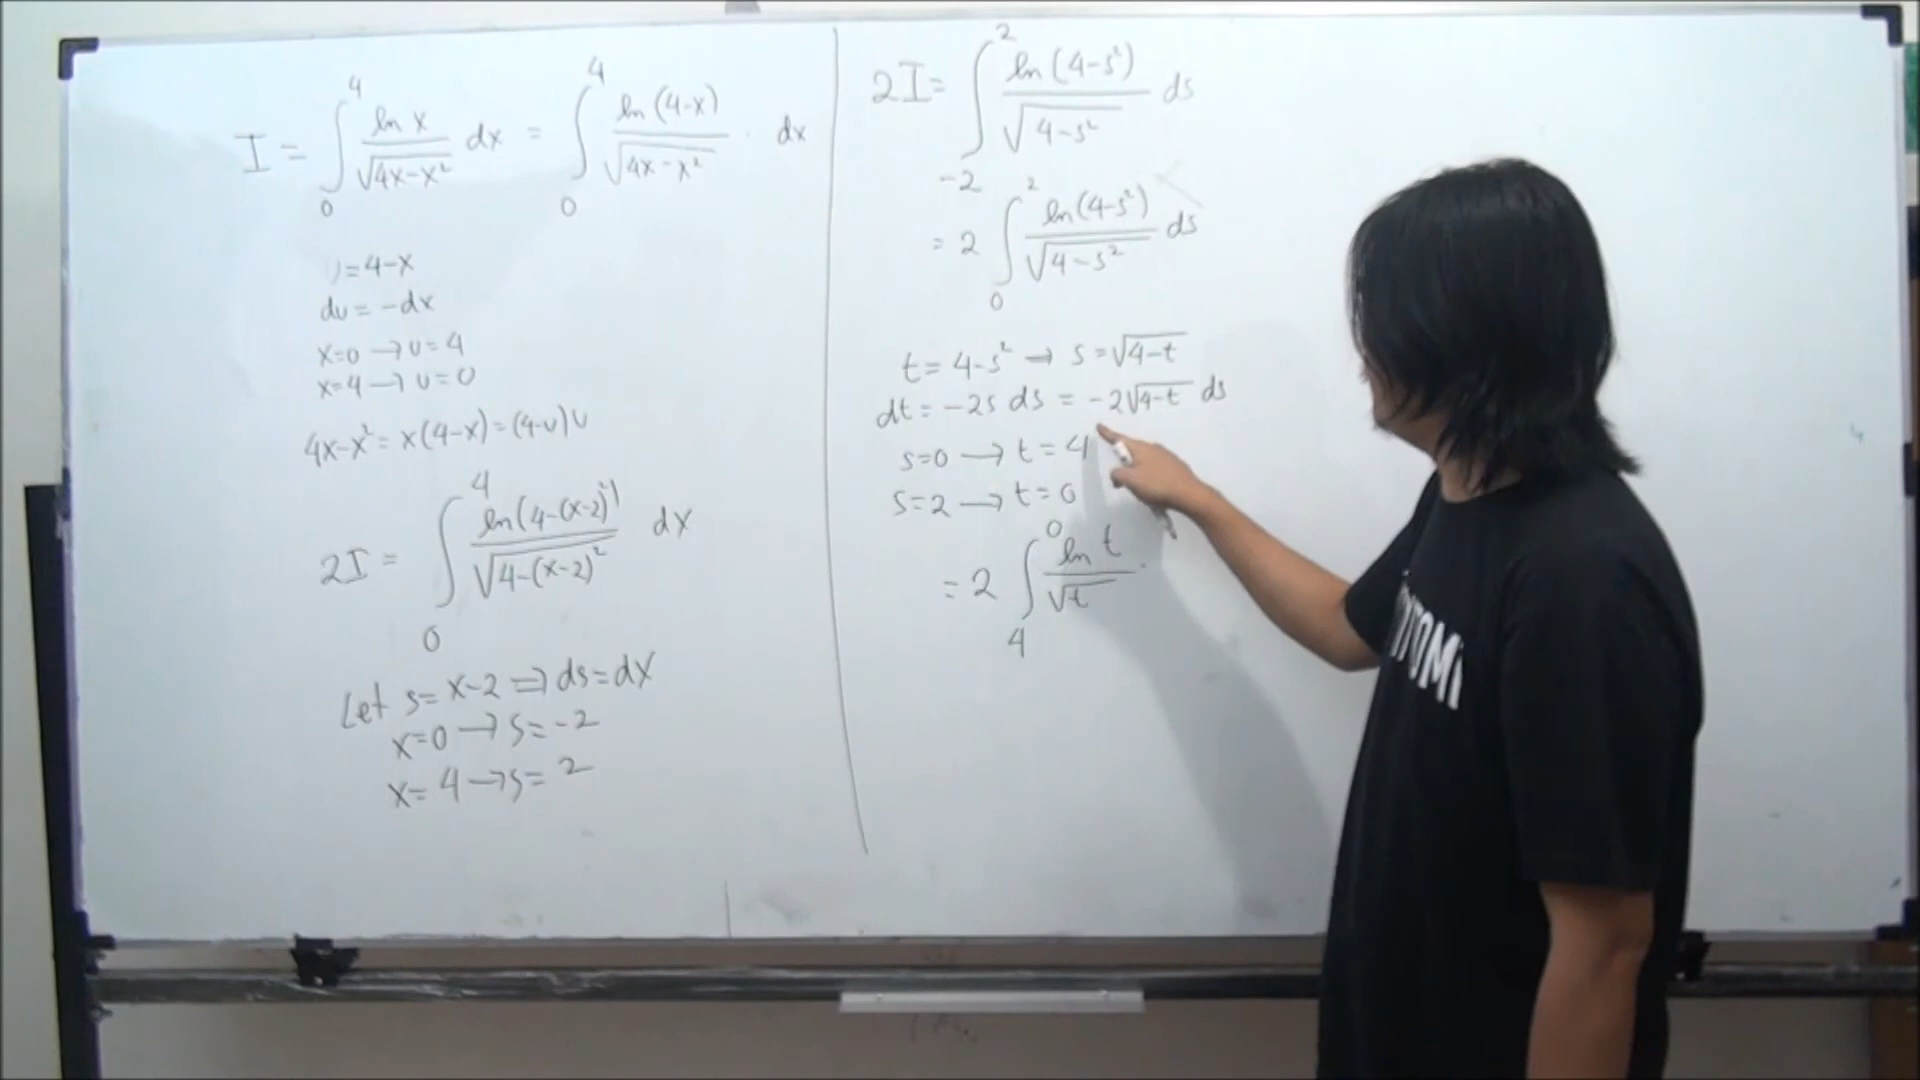 I = ∫₀⁴ ln x / √(4x-x²) dx = ∫₀⁴ ln(4-x) / √(4x-x²) · dx
)=4-x
du = -dx
x=0 → u=4
x=4 → u=0
4x-x² = x(4-x) = (4-u)u
2I = ∫₀⁴ ln(4-(x-2)²) / √(4-(x-2)²) dx
Let s = x-2 ⇒ ds = dx
x=0 → s=-2
x=4 → s=2
2I = ∫₋₂² ln(4-s²) / √(4-s²) ds
= 2 ∫₀² ln(4-s²) / √(4-s²) ds
t = 4-s² → s = √(4-t)
dt = -2s ds = -2√(4-t) ds
s=0 → t=4
s=2 → t=0
= 2 ∫₄⁰ ln t / √t ·